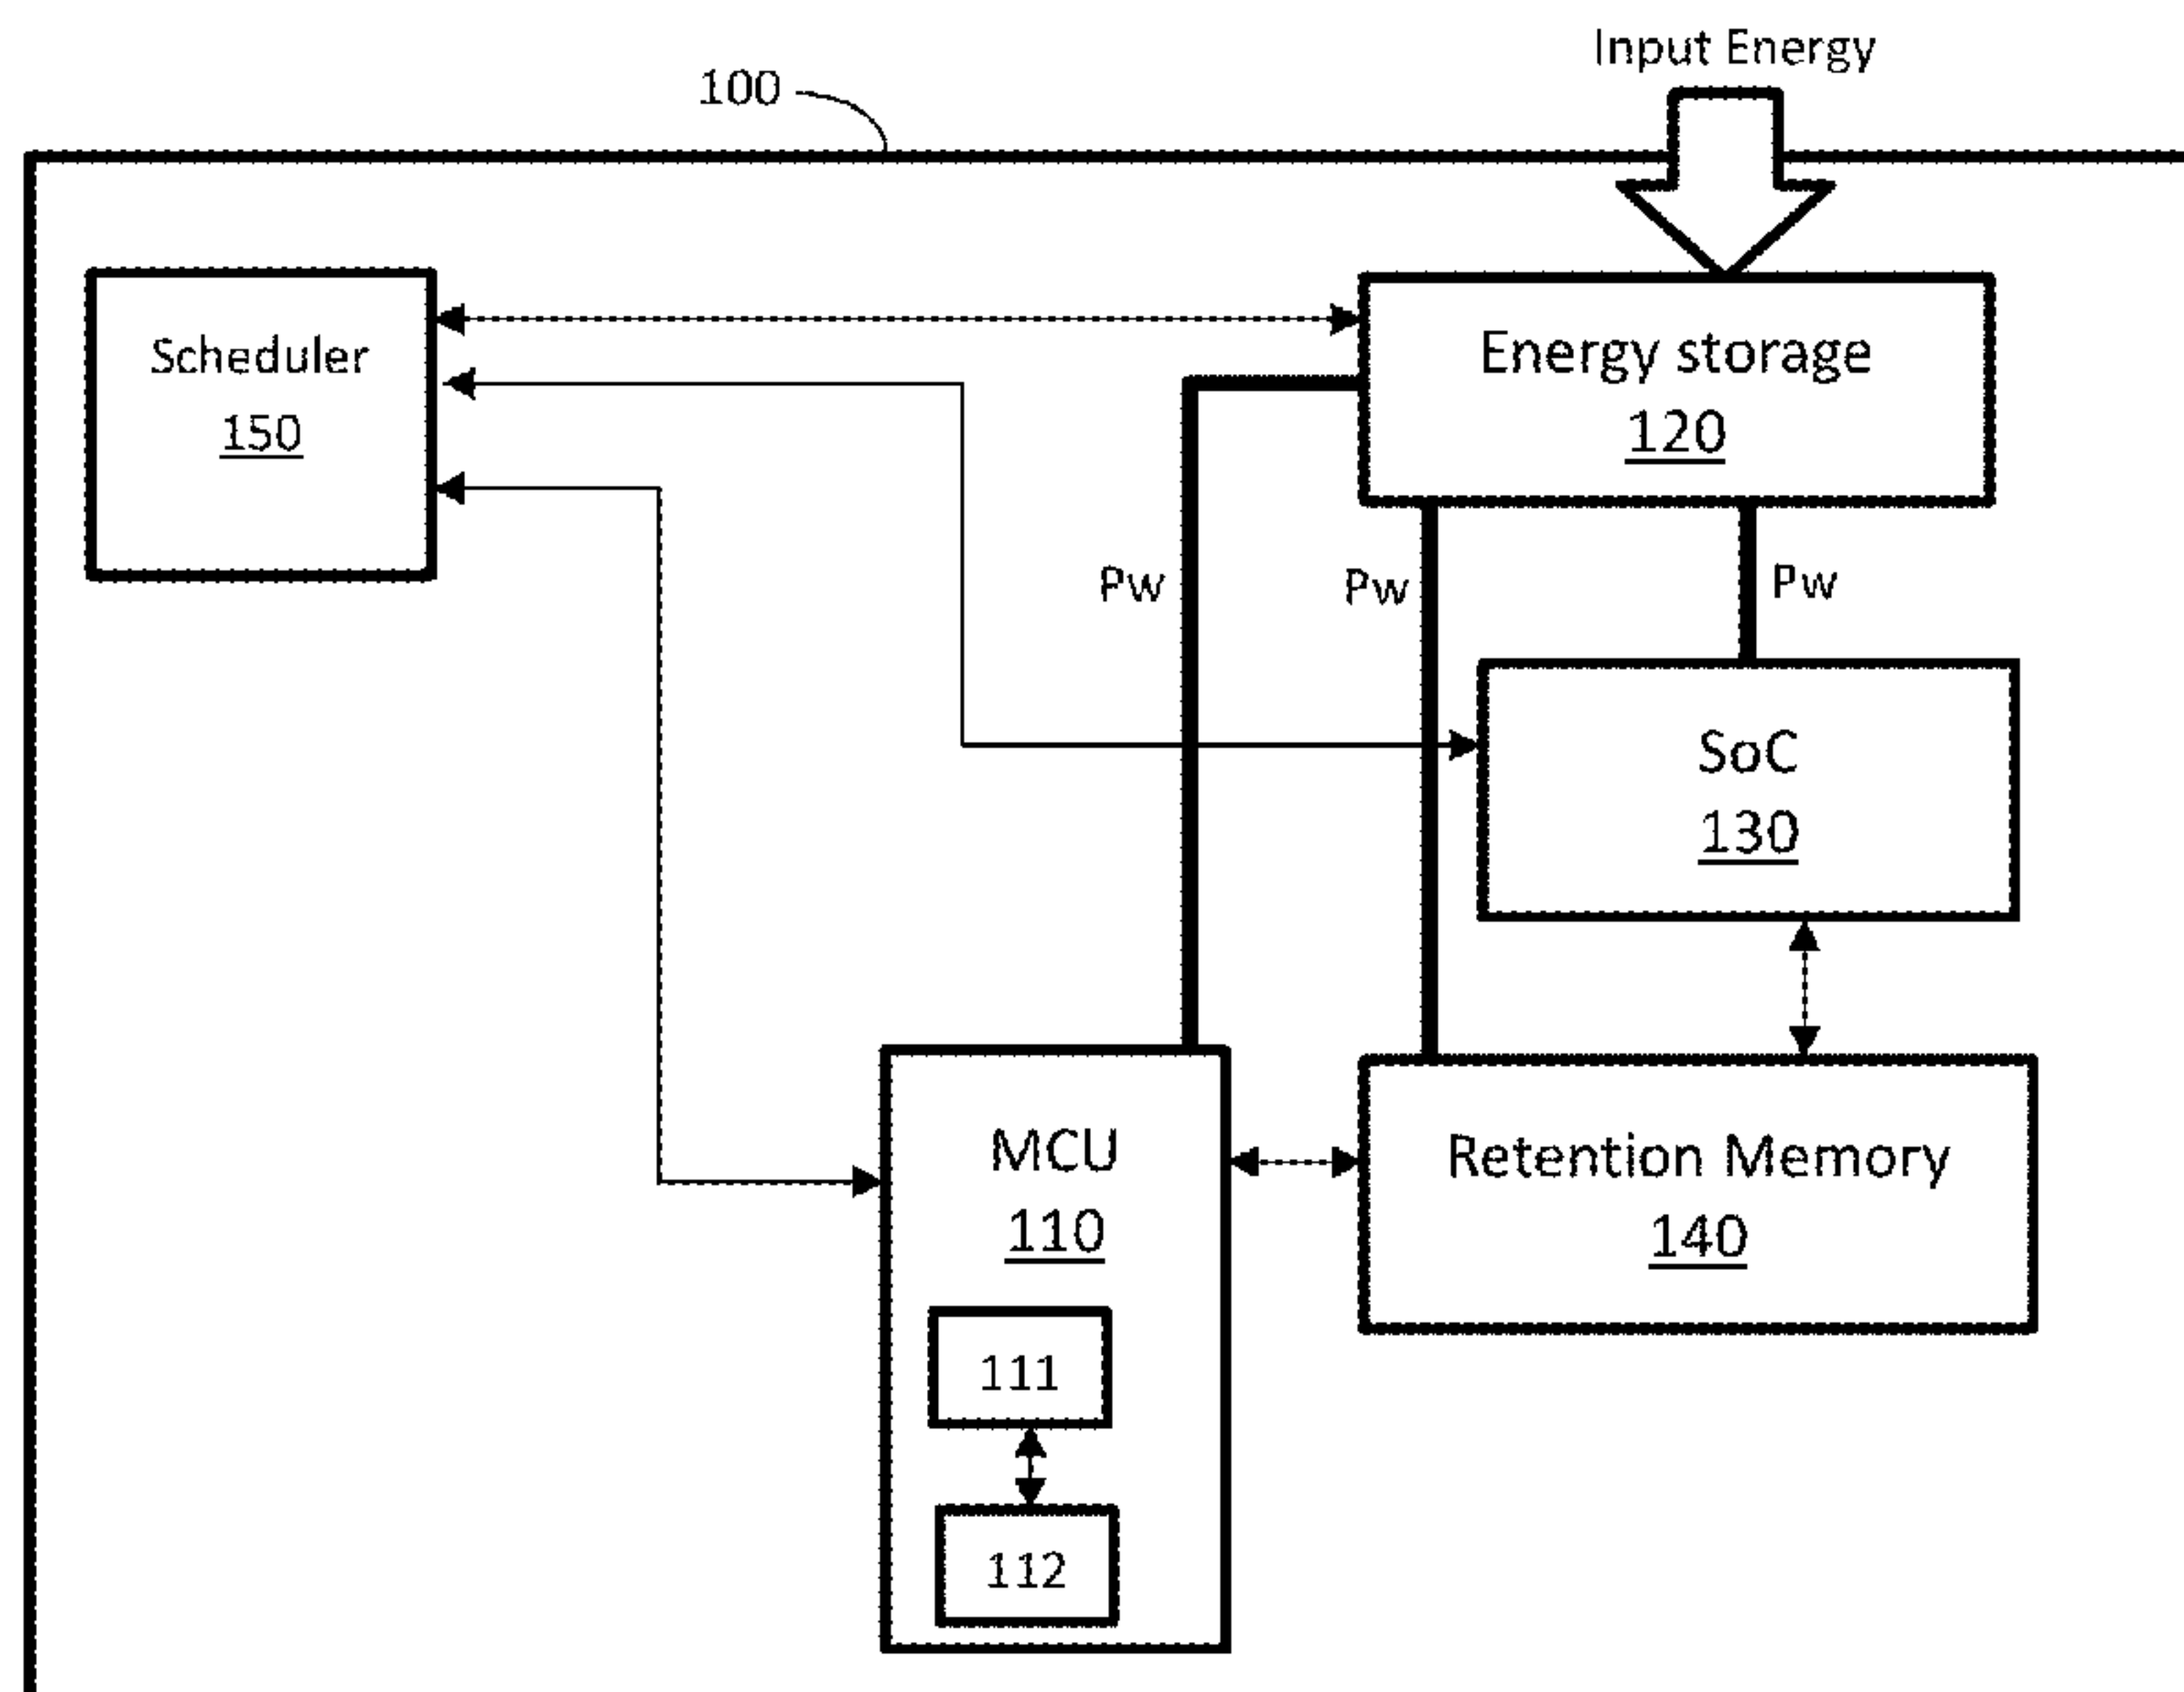 Input Energy
100
Scheduler
150
Energy storage
120
Pw
Pw
Pw
SoC
130
MCU
110
Retention Memory
140
111
112